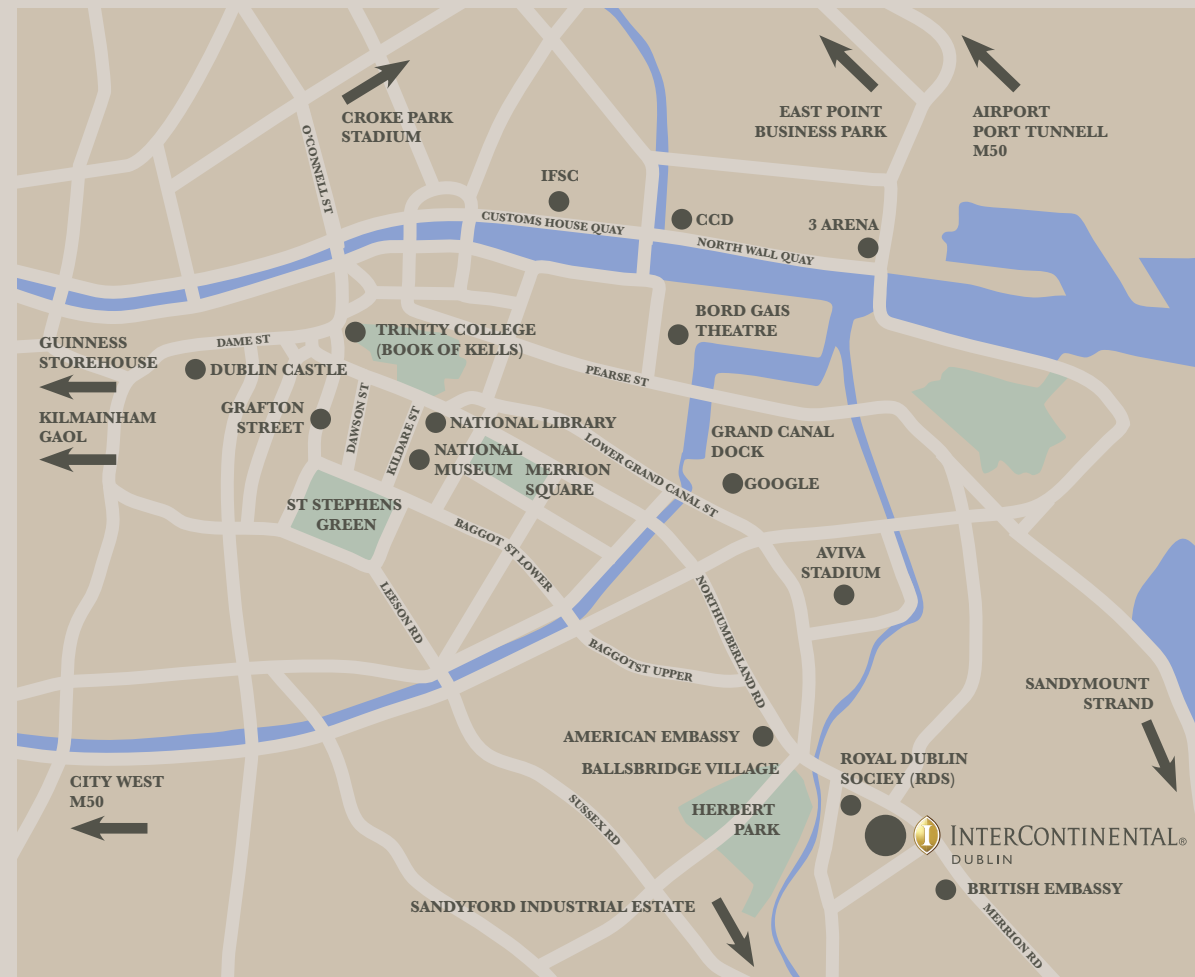 CROKE PARK
STADIUM
EAST POINT
BUSINESS PARK
AIRPORT
PORT TUNNELL
M50
O'CONNELL ST
IFSC
CUSTOMS HOUSE QUAY
CCD
NORTH WALL QUAY
3 ARENA
GUINNESS
STOREHOUSE
KILMAINHAM
GAOL
DAME ST
DUBLIN CASTLE
TRINITY COLLEGE
(BOOK OF KELLS)
BORD GAIS
THEATRE
PEARSE ST
GRAFTON
STREET
DAWSON ST
KILDARE ST
NATIONAL LIBRARY
NATIONAL
MUSEUM
MERRION
SQUARE
LOWER GRAND CANAL ST
GRAND CANAL
DOCK
GOOGLE
ST STEPHENS
GREEN
BAGGOT ST LOWER
LEESON RD
AVIVA
STADIUM
NORTHUMBERLAND RD
BAGGOTST UPPER
SANDYMOUNT
STRAND
AMERICAN EMBASSY
BALLSBRIDGE VILLAGE
ROYAL DUBLIN
SOCIEY (RDS)
CITY WEST
M50
SUSSEX RD
HERBERT
PARK
I
INTERCONTINENTAL®
DUBLIN
BRITISH EMBASSY
SANDYFORD INDUSTRIAL ESTATE
MERRION RD